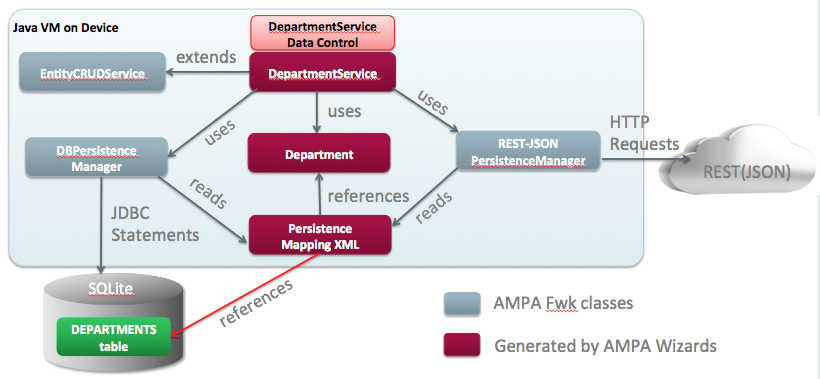 Java VM on Device
DepartmentService
Data Control
extends
EntityCRUDService
DepartmentService
uses
uses
uses
HTTP
Requests
DBPersistence
Manager
Department
REST-JSON
PersistenceManager
REST(JSON)
reads
references
reads
JDBC
Statements
Persistence
Mapping XML
SQLite
references
DEPARTMENTS
table
AMPA Fwk classes
Generated by AMPA Wizards